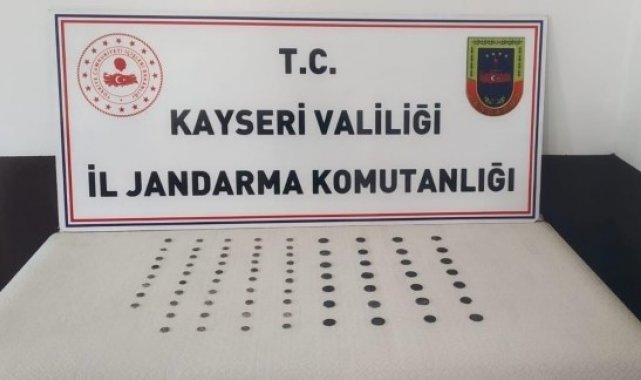 T.C.
KAYSERİ VALİLİĞİ
İL JANDARMA KOMUTANLIĞI